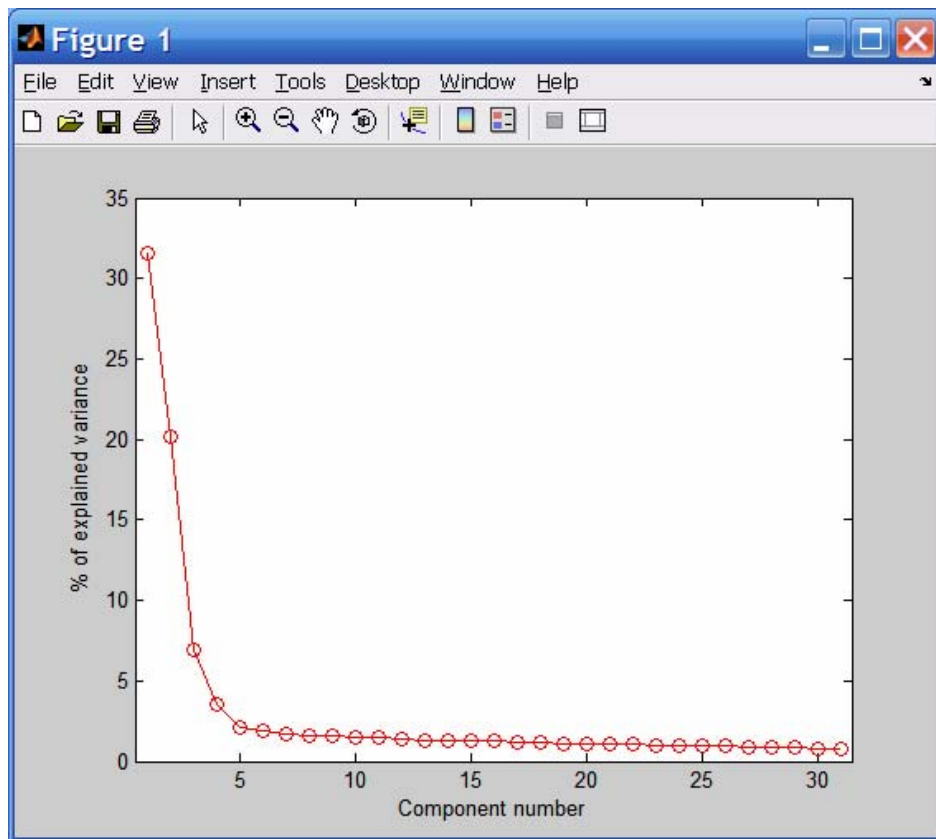 Figure 1
File Edit View Insert Tools Desktop Window Help
35
30
25
20
15
10
5
0
% of explained variance
5 10 15 20 25 30
Component number